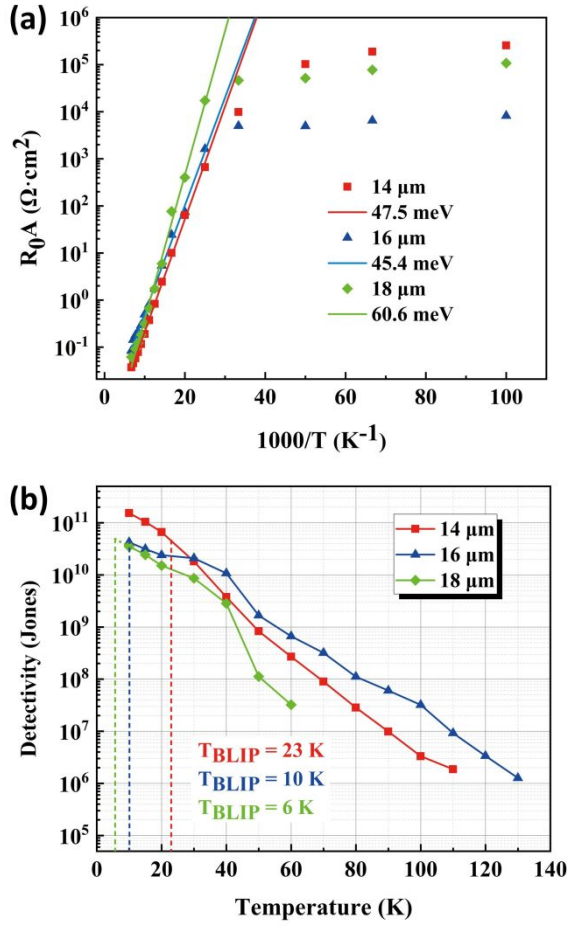 (a)
10^6
10^5
10^4
10^3
10^2
10^1
10^0
10^-1
R0A (Ω·cm^2)
14 μm
47.5 meV
16 μm
45.4 meV
18 μm
60.6 meV
0 20 40 60 80 100
1000/T (K^-1)
(b)
10^11
10^10
10^9
10^8
10^7
10^6
10^5
Detectivity (Jones)
14 μm
16 μm
18 μm
TBLIP = 23 K
TBLIP = 10 K
TBLIP = 6 K
0 20 40 60 80 100 120 140
Temperature (K)